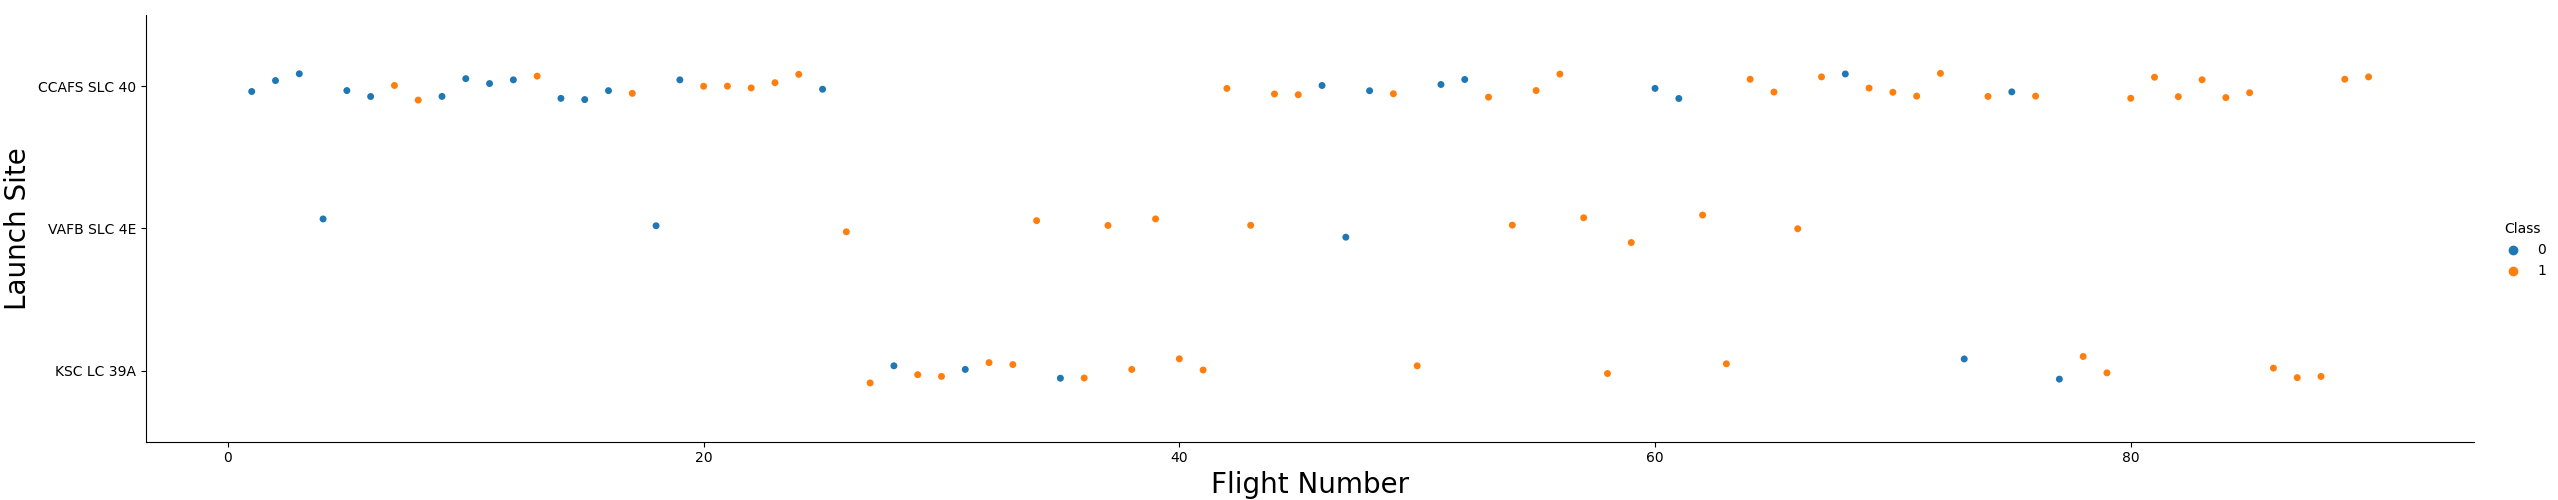 CCAFS SLC 40
VAFB SLC 4E
KSC LC 39A
Launch Site
0 20 40 60 80
Flight Number
Class
0
1